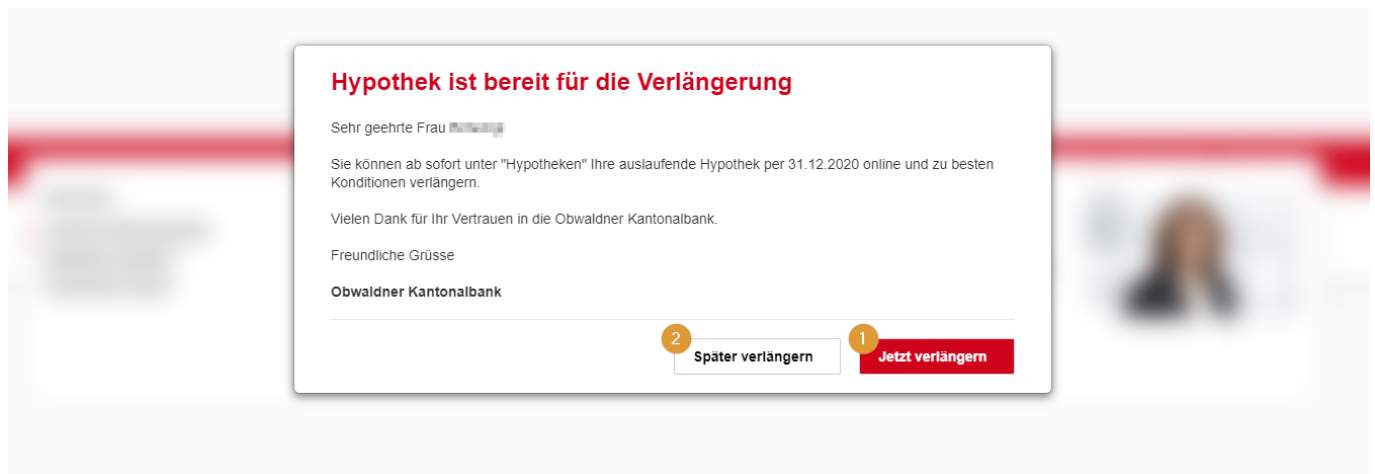 Hypothek ist bereit für die Verlängerung
Sehr geehrte Frau
Sie können ab sofort unter "Hypotheken" Ihre auslaufende Hypothek per 31.12.2020 online und zu besten
Konditionen verlängern.
Vielen Dank für Ihr Vertrauen in die Obwaldner Kantonalbank.
Freundliche Grüsse
Obwaldner Kantonalbank
2
Später verlängern
1
Jetzt verlängern